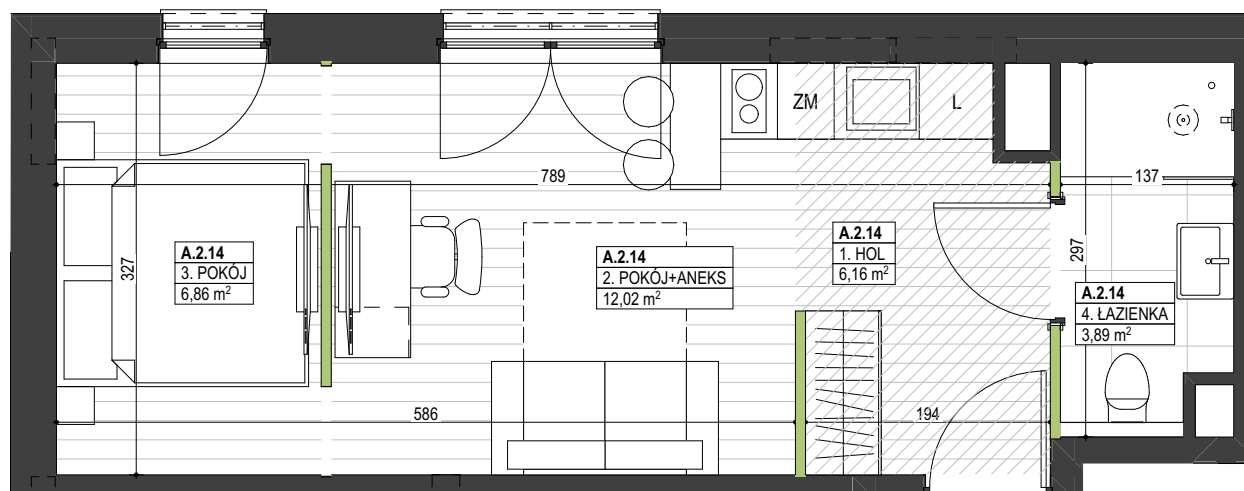 ZM
L
789
137
A.2.14
3. POKÓJ
6,86 m²
327
A.2.14
2. POKÓJ+ANEKS
12,02 m²
A.2.14
1. HOL
6,16 m²
297
A.2.14
4. ŁAZIENKA
3,89 m²
586
194